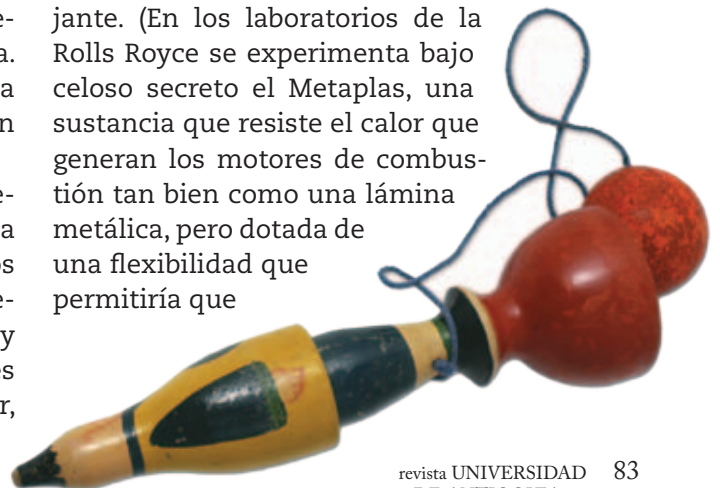 e-
a.
a
n
e-
a
os
e-
y
es
r,
jante. (En los laboratorios de la
Rolls Royce se experimenta bajo
celoso secreto el Metaplas, una
sustancia que resiste el calor que
generan los motores de combus-
tión tan bien como una lámina
metálica, pero dotada de
una flexibilidad que
permitiría que
revista UNIVERSIDAD 83